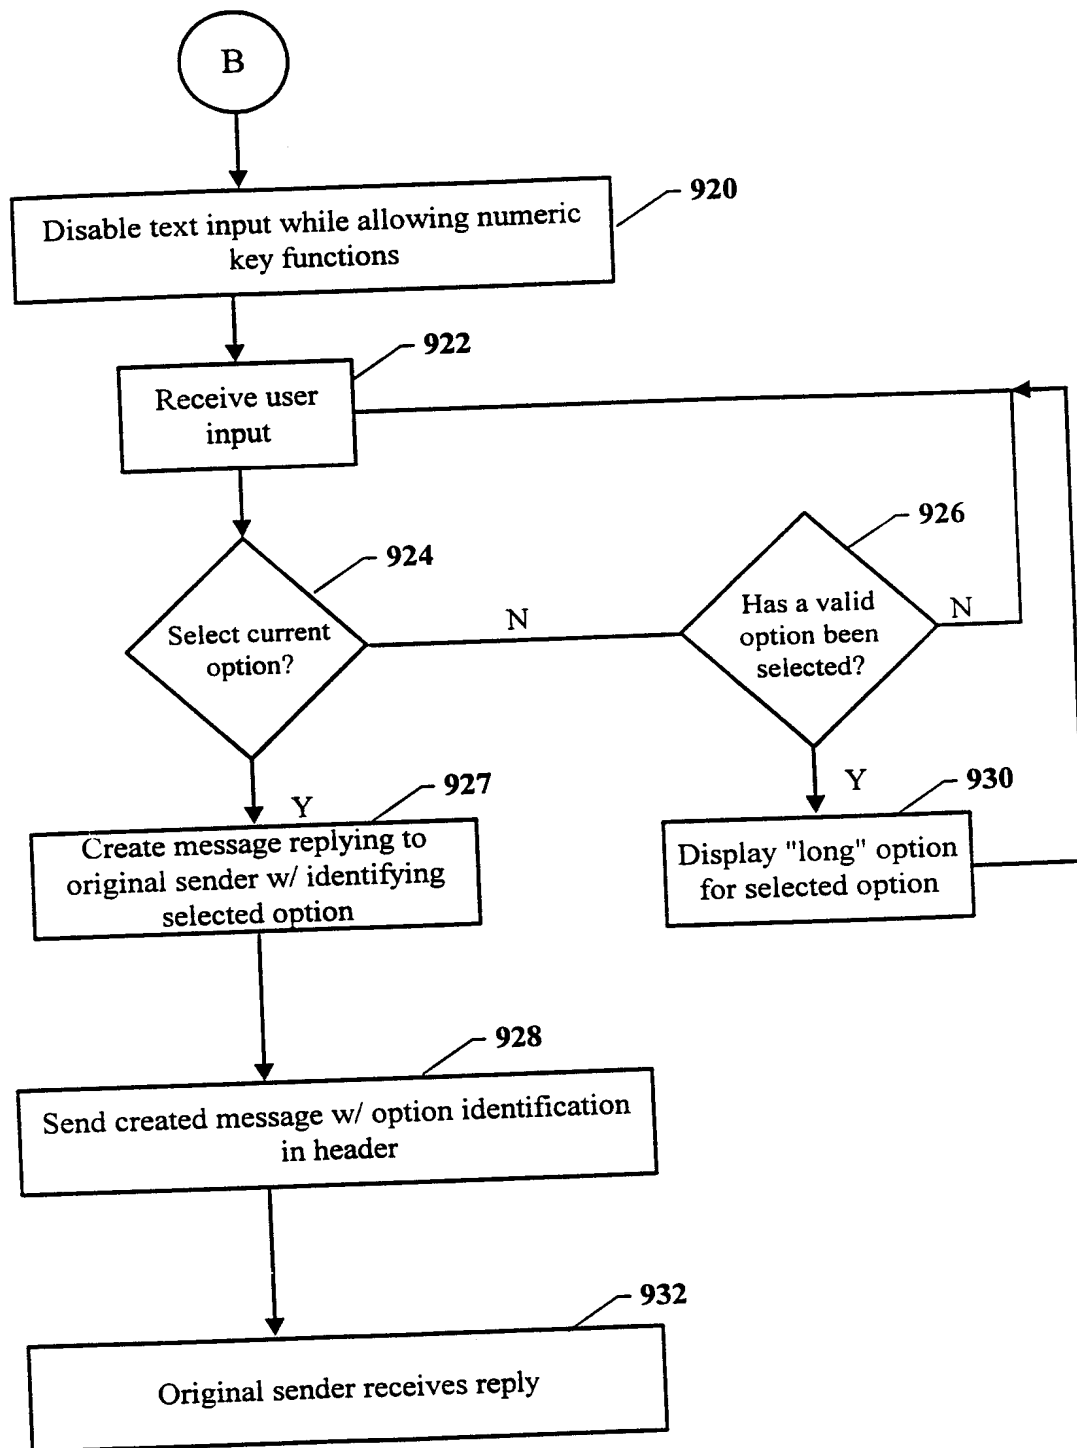 B
920
Disable text input while allowing numeric
key functions
922
Receive user
input
924
Select current
option?
N
926
Has a valid
option been
selected?
N
Y
927
Create message replying to
original sender w/ identifying
selected option
Y
930
Display "long" option
for selected option
928
Send created message w/ option identification
in header
932
Original sender receives reply